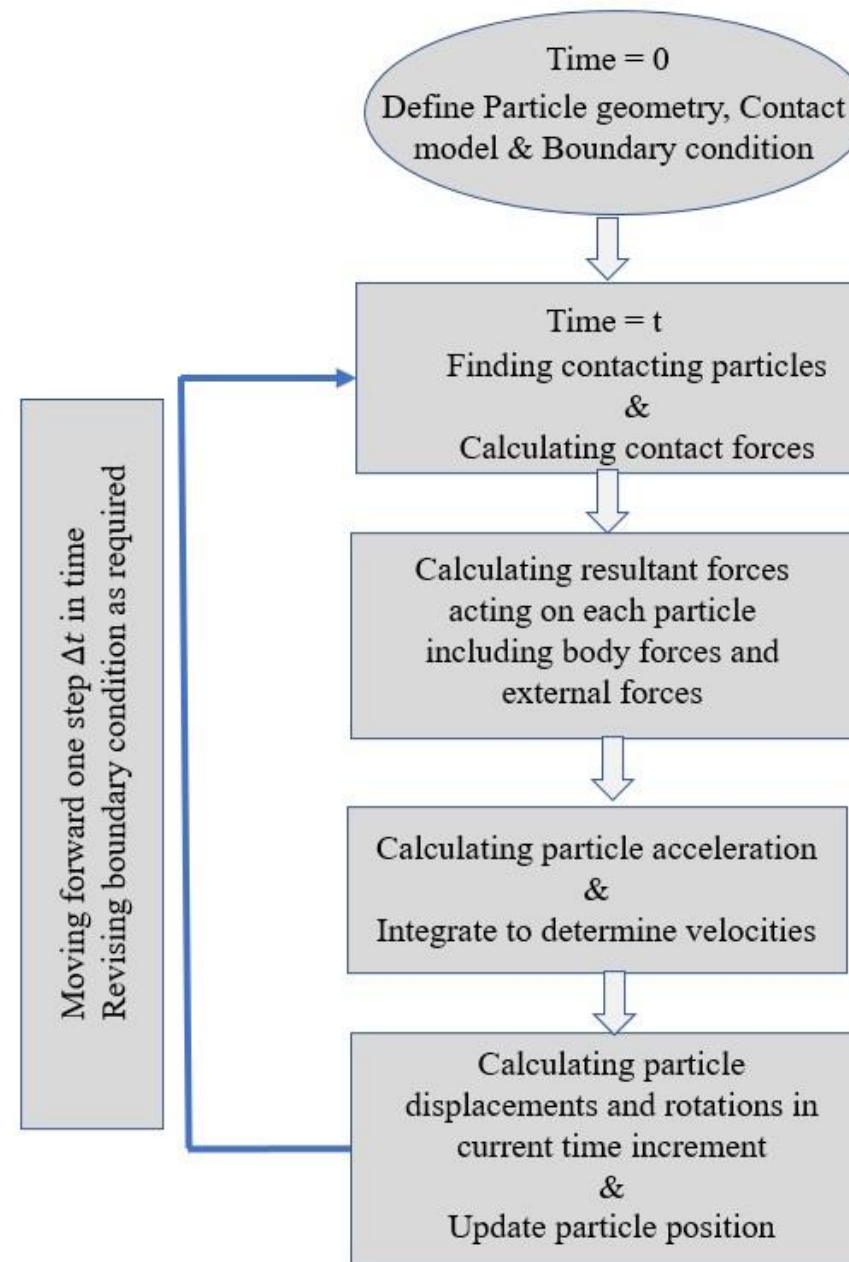 Time = 0
Define Particle geometry, Contact
model & Boundary condition
Time = t
Finding contacting particles
&
Calculating contact forces
Calculating resultant forces
acting on each particle
including body forces and
external forces
Calculating particle acceleration
&
Integrate to determine velocities
Calculating particle
displacements and rotations in
current time increment
&
Update particle position
Moving forward one step Δt in time
Revising boundary condition as required